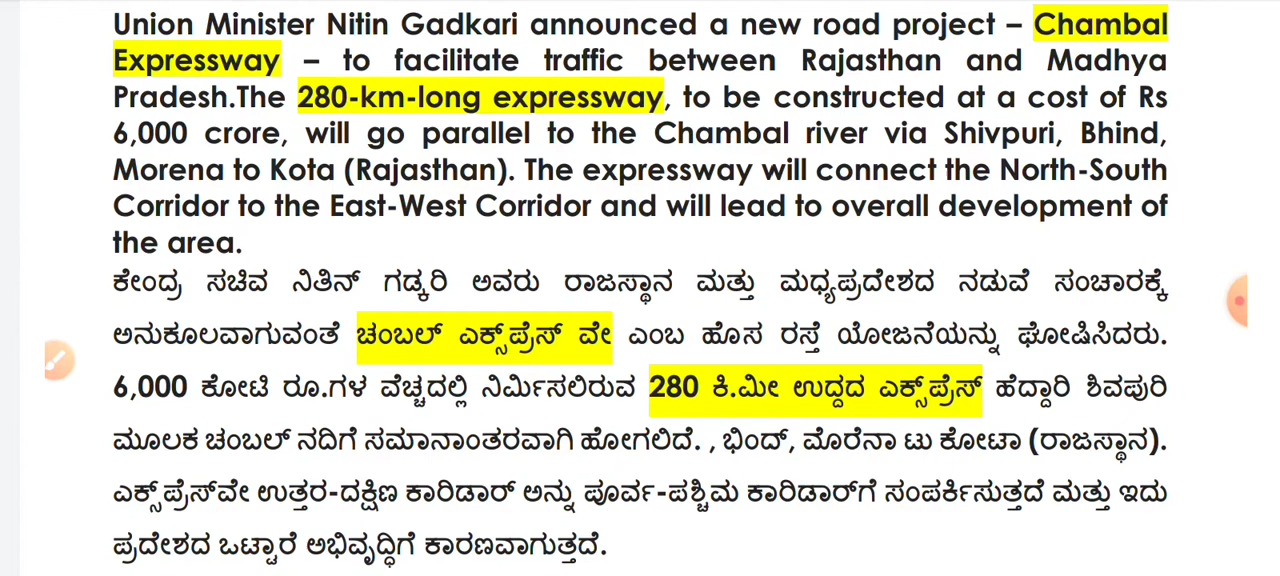 Union Minister Nitin Gadkari announced a new road project – Chambal
Expressway – to facilitate traffic between Rajasthan and Madhya
Pradesh.The 280-km-long expressway, to be constructed at a cost of Rs
6,000 crore, will go parallel to the Chambal river via Shivpuri, Bhind,
Morena to Kota (Rajasthan). The expressway will connect the North-South
Corridor to the East-West Corridor and will lead to overall development of
the area.
ಕೇಂದ್ರ ಸಚಿವ ನಿತಿನ್ ಗಡ್ಕರಿ ಅವರು ರಾಜಸ್ಥಾನ ಮತ್ತು ಮಧ್ಯಪ್ರದೇಶದ ನಡುವೆ ಸಂಚಾರಕ್ಕೆ
ಅನುಕೂಲವಾಗುವಂತೆ ಚಂಬಲ್ ಎಕ್ಸ್‌ಪ್ರೆಸ್ ವೇ ಎಂಬ ಹೊಸ ರಸ್ತೆ ಯೋಜನೆಯನ್ನು ಘೋಷಿಸಿದರು.
6,000 ಕೋಟಿ ರೂ.ಗಳ ವೆಚ್ಚದಲ್ಲಿ ನಿರ್ಮಿಸಲಿರುವ 280 ಕಿ.ಮೀ ಉದ್ದದ ಎಕ್ಸ್‌ಪ್ರೆಸ್ ಹೆದ್ದಾರಿ ಶಿವಪುರಿ
ಮೂಲಕ ಚಂಬಲ್ ನದಿಗೆ ಸಮಾನಾಂತರವಾಗಿ ಹೋಗಲಿದೆ. , ಭಿಂದ್, ಮೊರೆನಾ ಟು ಕೋಟಾ (ರಾಜಸ್ಥಾನ).
ಎಕ್ಸ್‌ಪ್ರೆಸ್‌ವೇ ಉತ್ತರ-ದಕ್ಷಿಣ ಕಾರಿಡಾರ್ ಅನ್ನು ಪೂರ್ವ-ಪಶ್ಚಿಮ ಕಾರಿಡಾರ್‌ಗೆ ಸಂಪರ್ಕಿಸುತ್ತದೆ ಮತ್ತು ಇದು
ಪ್ರದೇಶದ ಒಟ್ಟಾರೆ ಅಭಿವೃದ್ಧಿಗೆ ಕಾರಣವಾಗುತ್ತದೆ.